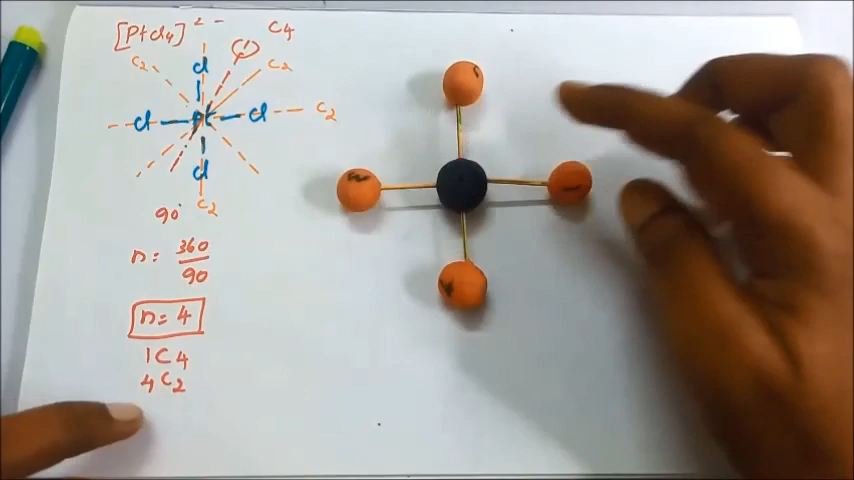 [PtCl4]2-
C4
Cl
C2
C2
Cl
Pt
Cl
C2
Cl
90°
C2
n = 360
90
n = 4
1C4
4C2